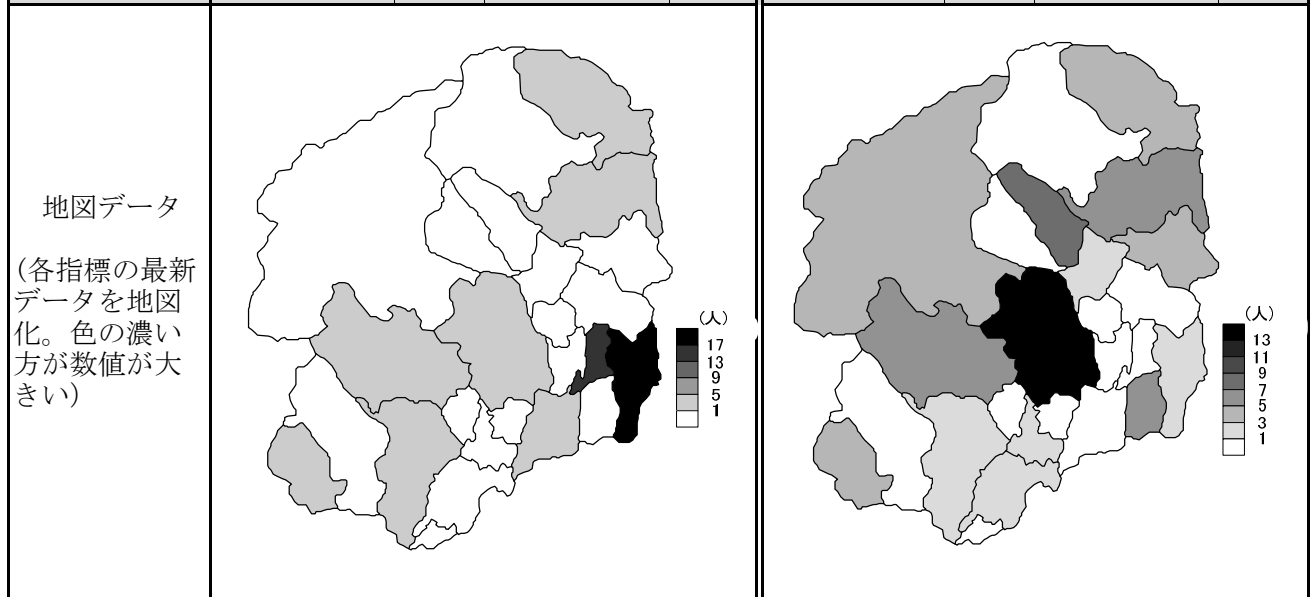 地図データ
(各指標の最新
データを地図
化。色の濃い
方が数値が大
きい)
(人)
17
13
9
5
1
(人)
13
11
9
7
5
3
1